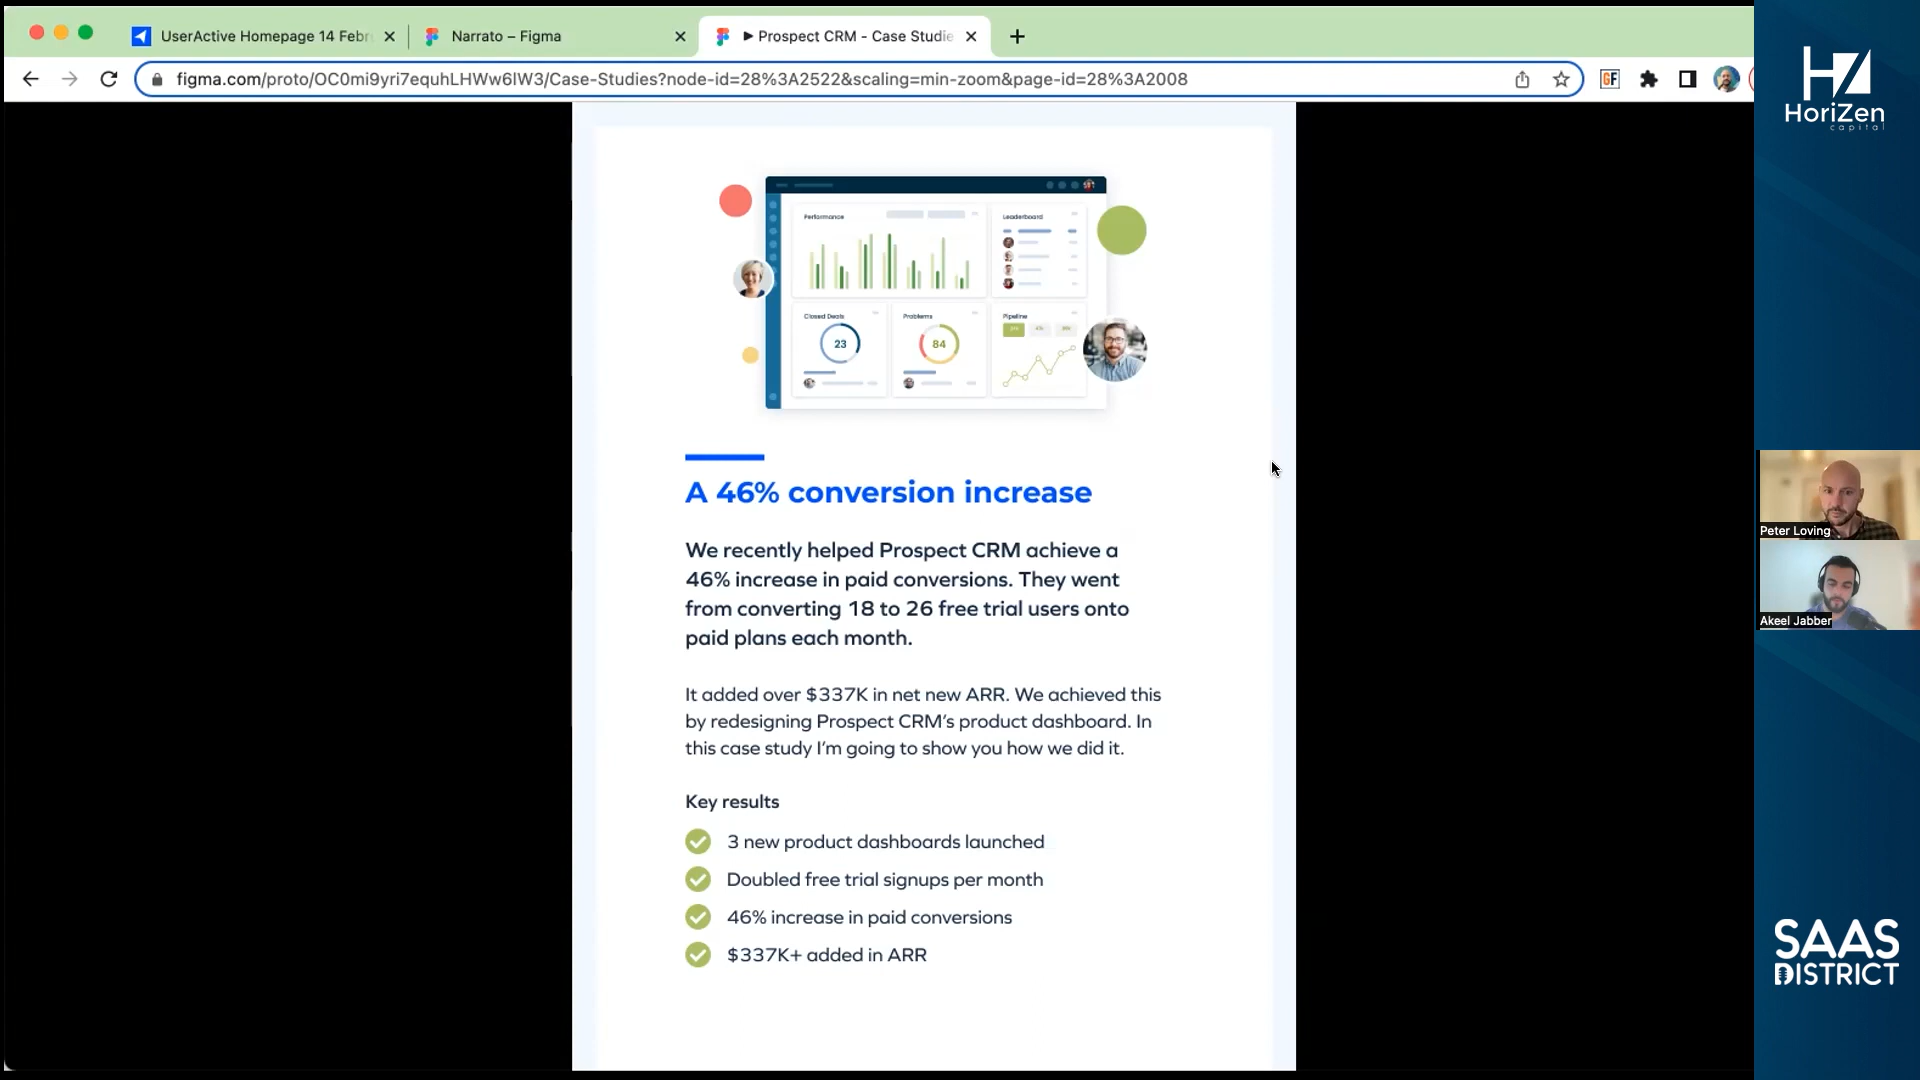 UserActive Homepage 14 Febr
Narrato – Figma
Prospect CRM - Case Studie
figma.com/proto/OC0mi9yri7equhLHWw6lW3/Case-Studies?node-id=28%3A2522&scaling=min-zoom&page-id=28%3A2008
GF
HoriZen
capital
Performance
Leaderboard
Closed Deals
Problems
Pipeline
23
84
A 46% conversion increase
We recently helped Prospect CRM achieve a
46% increase in paid conversions. They went
from converting 18 to 26 free trial users onto
paid plans each month.
It added over $337K in net new ARR. We achieved this
by redesigning Prospect CRM’s product dashboard. In
this case study I’m going to show you how we did it.
Key results
3 new product dashboards launched
Doubled free trial signups per month
46% increase in paid conversions
$337K+ added in ARR
Peter Loving
Akeel Jabber
SAAS
DISTRICT